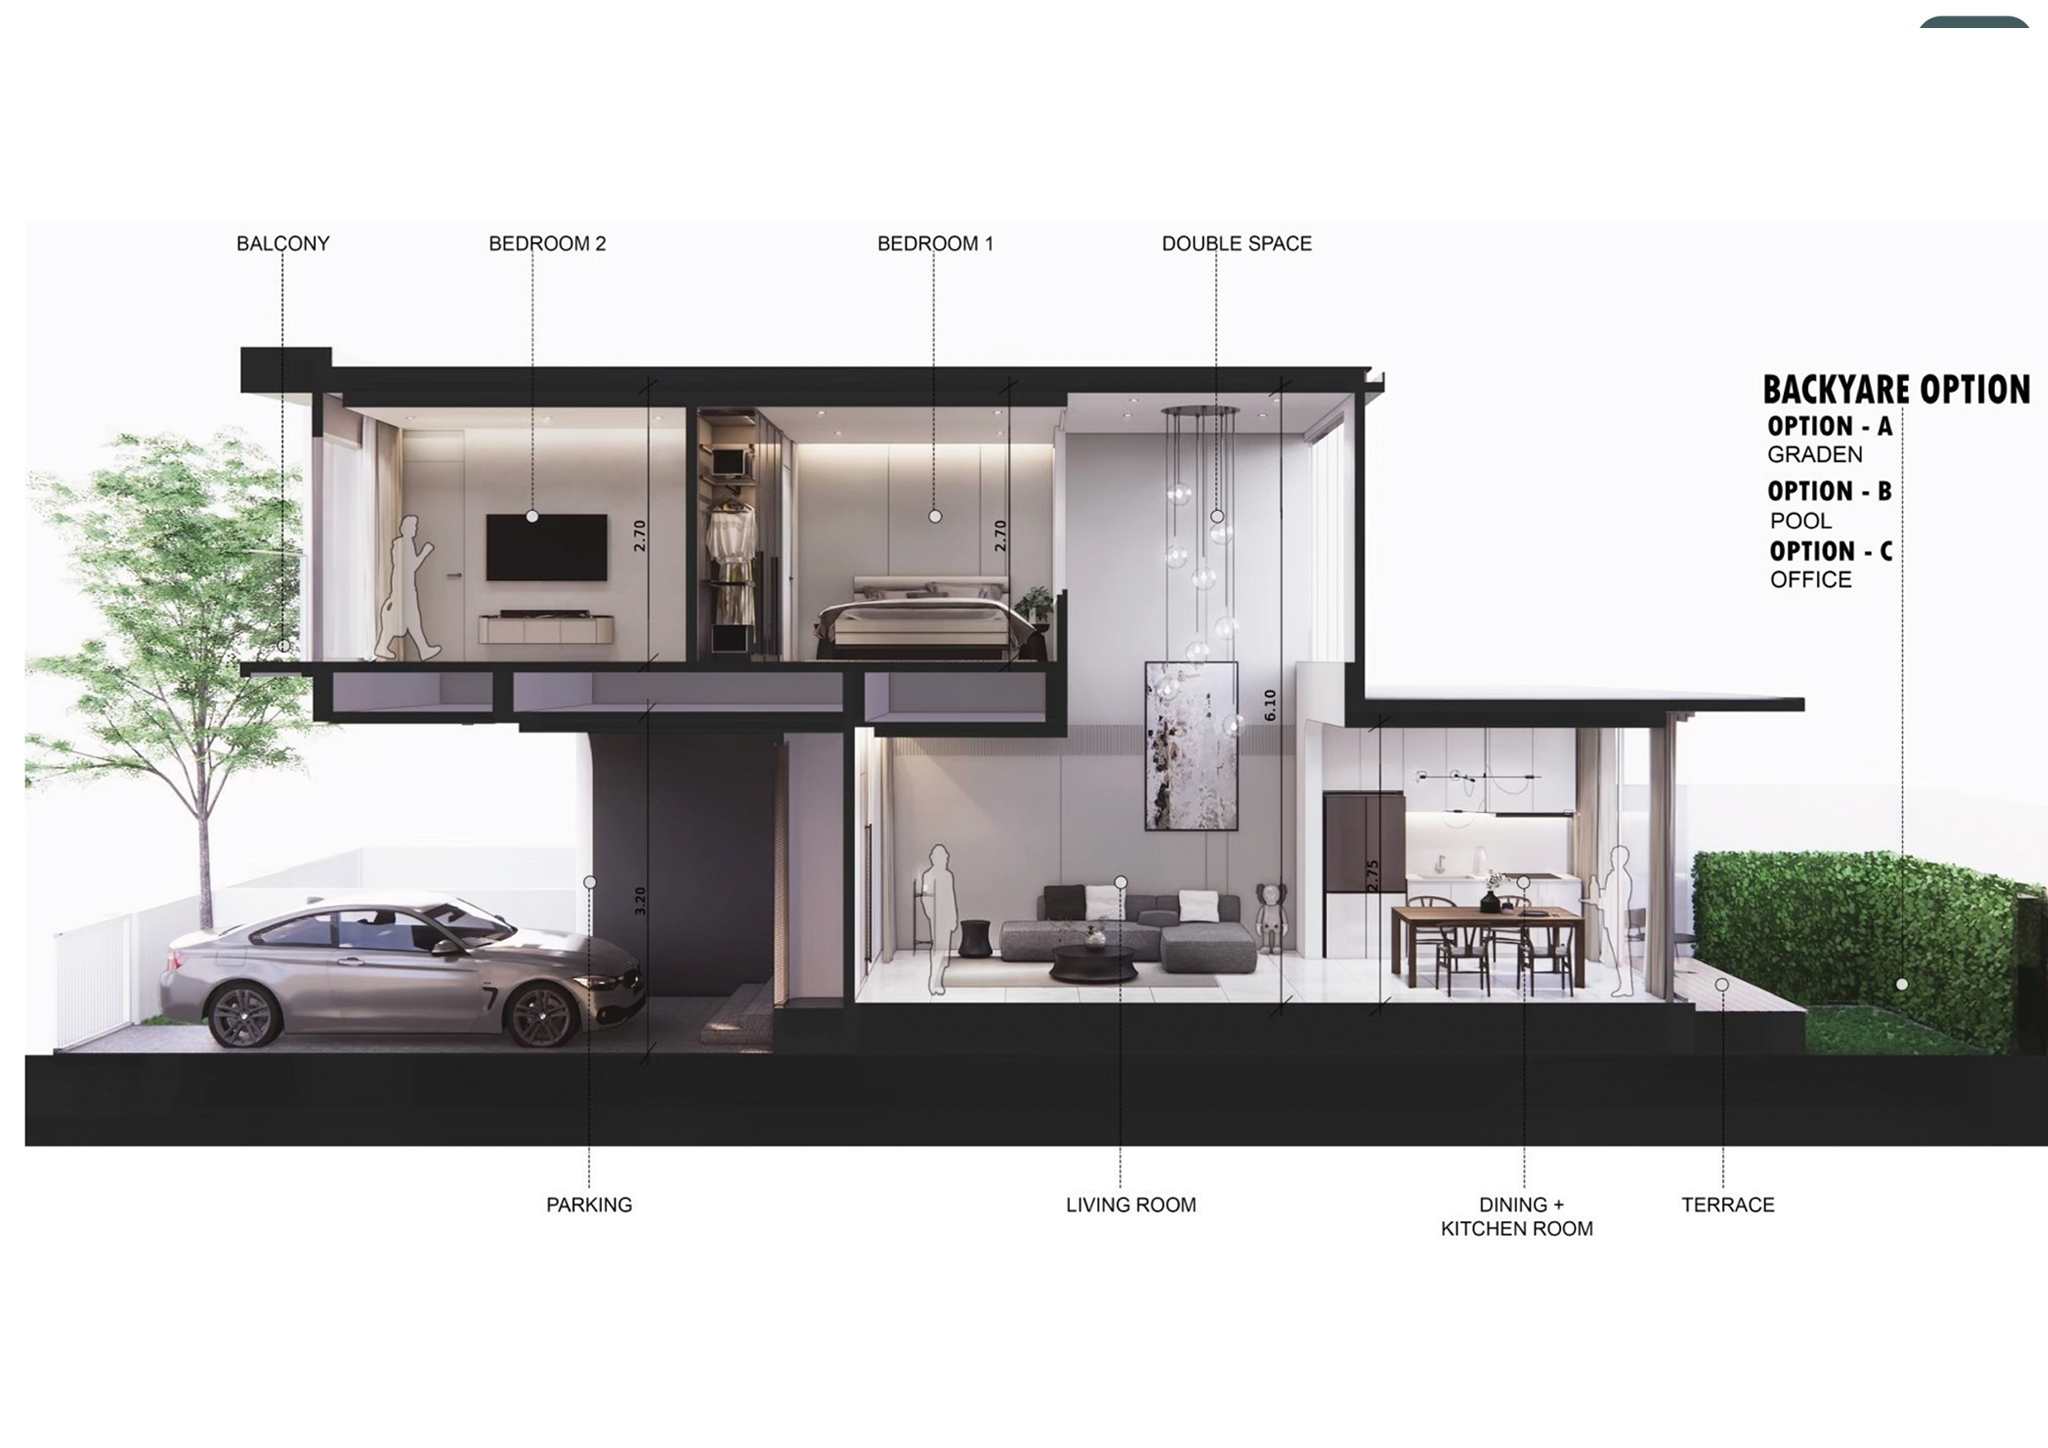 BALCONY
BEDROOM 2
BEDROOM 1
DOUBLE SPACE
BACKYARE OPTION
OPTION - A
GRADEN
OPTION - B
POOL
OPTION - C
OFFICE
2.70
2.70
6.10
3.20
2.75
PARKING
LIVING ROOM
DINING +
KITCHEN ROOM
TERRACE